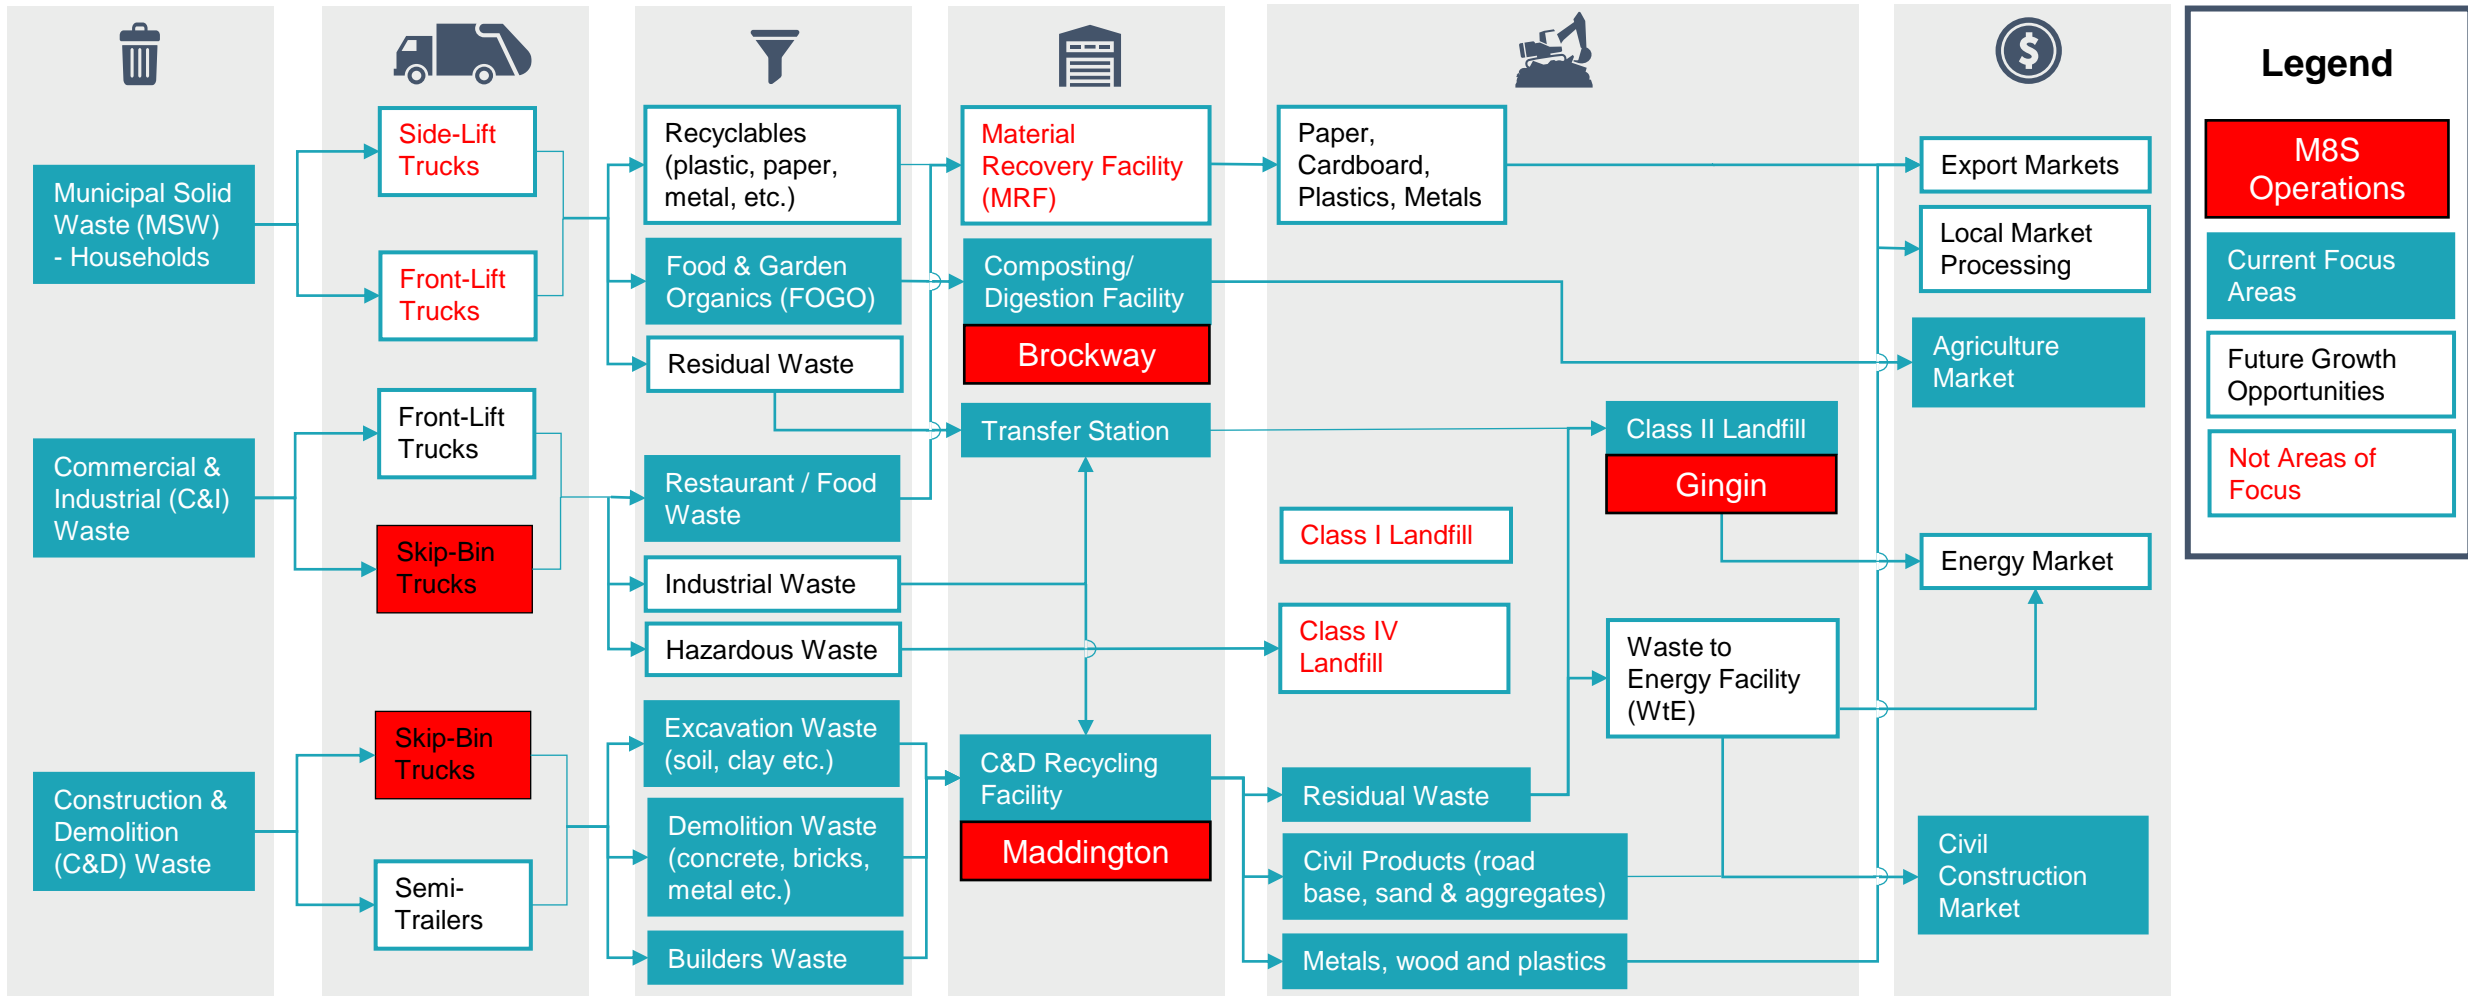 Municipal Solid
Waste (MSW)
- Households
Commercial &
Industrial (C&I)
Waste
Construction &
Demolition
(C&D) Waste
Side-Lift
Trucks
Front-Lift
Trucks
Front-Lift
Trucks
Skip-Bin
Trucks
Skip-Bin
Trucks
Semi-
Trailers
Recyclables
(plastic, paper,
metal, etc.)
Food & Garden
Organics (FOGO)
Residual Waste
Restaurant / Food
Waste
Industrial Waste
Hazardous Waste
Excavation Waste
(soil, clay etc.)
Demolition Waste
(concrete, bricks,
metal etc.)
Builders Waste
Material
Recovery Facility
(MRF)
Composting/
Digestion Facility
Brockway
Transfer Station
C&D Recycling
Facility
Maddington
Paper,
Cardboard,
Plastics, Metals
Class II Landfill
Gingin
Class I Landfill
Class IV
Landfill
Waste to
Energy Facility
(WtE)
Residual Waste
Civil Products (road
base, sand & aggregates)
Metals, wood and plastics
$
Export Markets
Local Market
Processing
Agriculture
Market
Energy Market
Civil
Construction
Market
Legend
M8S
Operations
Current Focus
Areas
Future Growth
Opportunities
Not Areas of
Focus